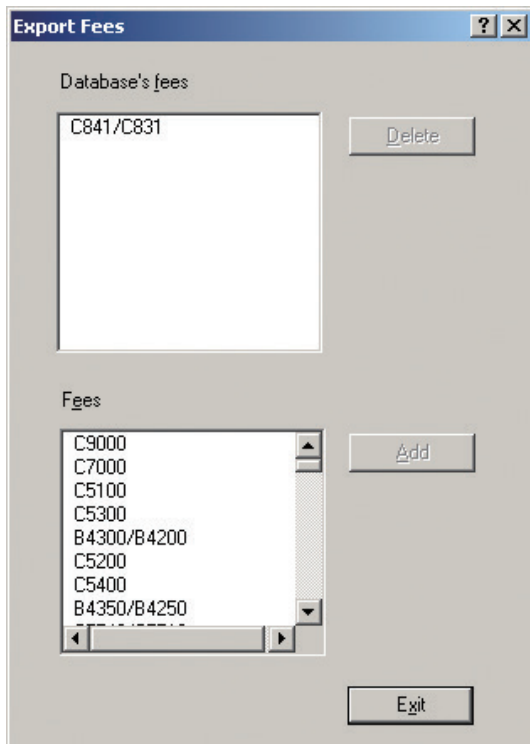 Export Fees
Database's fees
C841/C831
Delete
Fees
C9000
C7000
C5100
C5300
B4300/B4200
C5200
C5400
B4350/B4250
Add
Exit